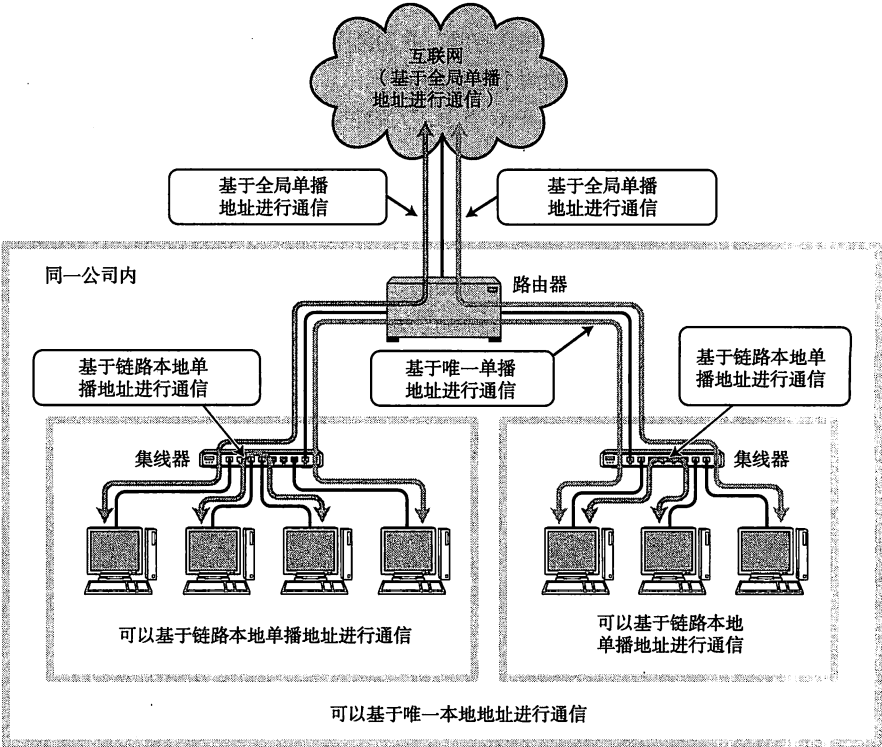 互联网
（基于全局单播
地址进行通信）
基于全局单播
地址进行通信
基于全局单播
地址进行通信
同一公司内
路由器
基于链路本地单
播地址进行通信
基于唯一单播
地址进行通信
基于链路本地单
播地址进行通信
集线器
集线器
可以基于链路本地单播地址进行通信
可以基于链路本地
单播地址进行通信
可以基于唯一本地地址进行通信